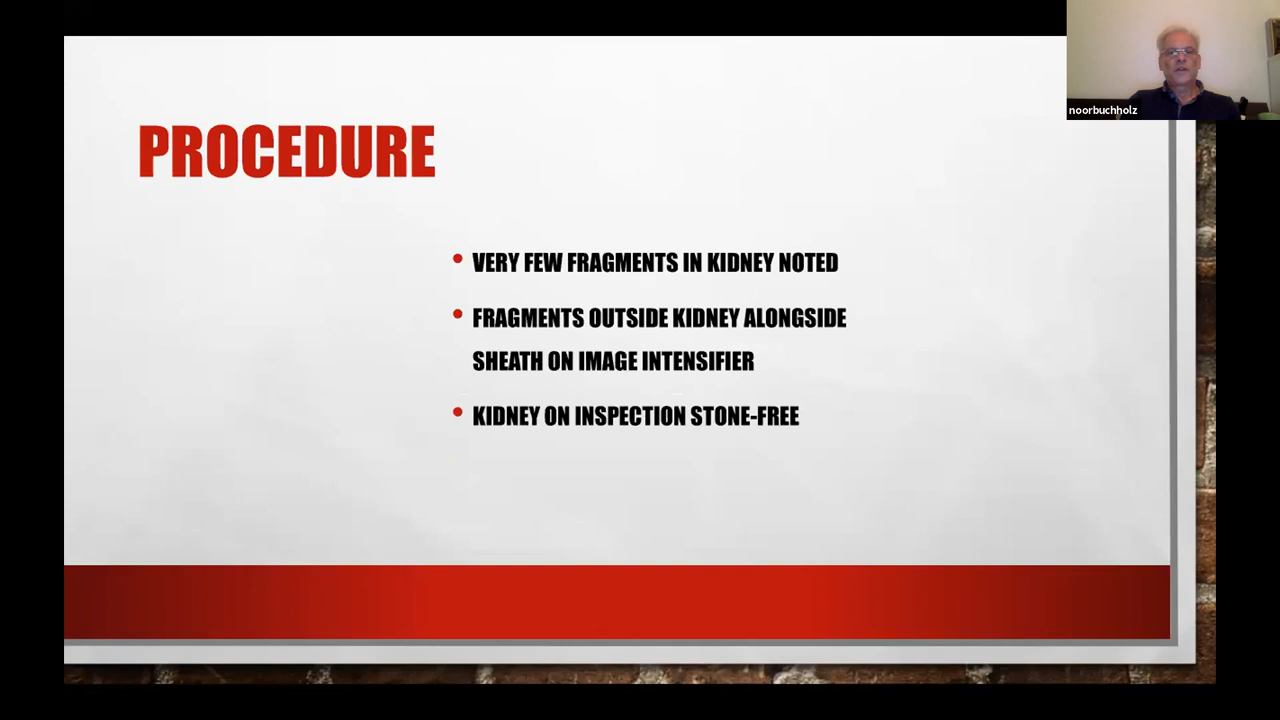 noorbuchholz
PROCEDURE
• VERY FEW FRAGMENTS IN KIDNEY NOTED
• FRAGMENTS OUTSIDE KIDNEY ALONGSIDE
SHEATH ON IMAGE INTENSIFIER
• KIDNEY ON INSPECTION STONE-FREE